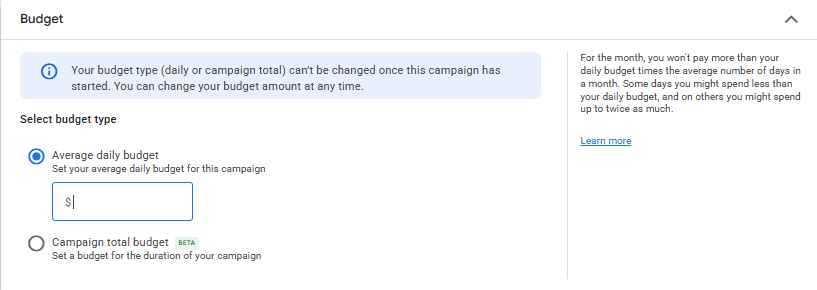 Budget
Your budget type (daily or campaign total) can't be changed once this campaign has
started. You can change your budget amount at any time.
Select budget type
Average daily budget
Set your average daily budget for this campaign
$
Campaign total budget BETA
Set a budget for the duration of your campaign
For the month, you won't pay more than your
daily budget times the average number of days in
a month. Some days you might spend less than
your daily budget, and on others you might spend
up to twice as much.
Learn more